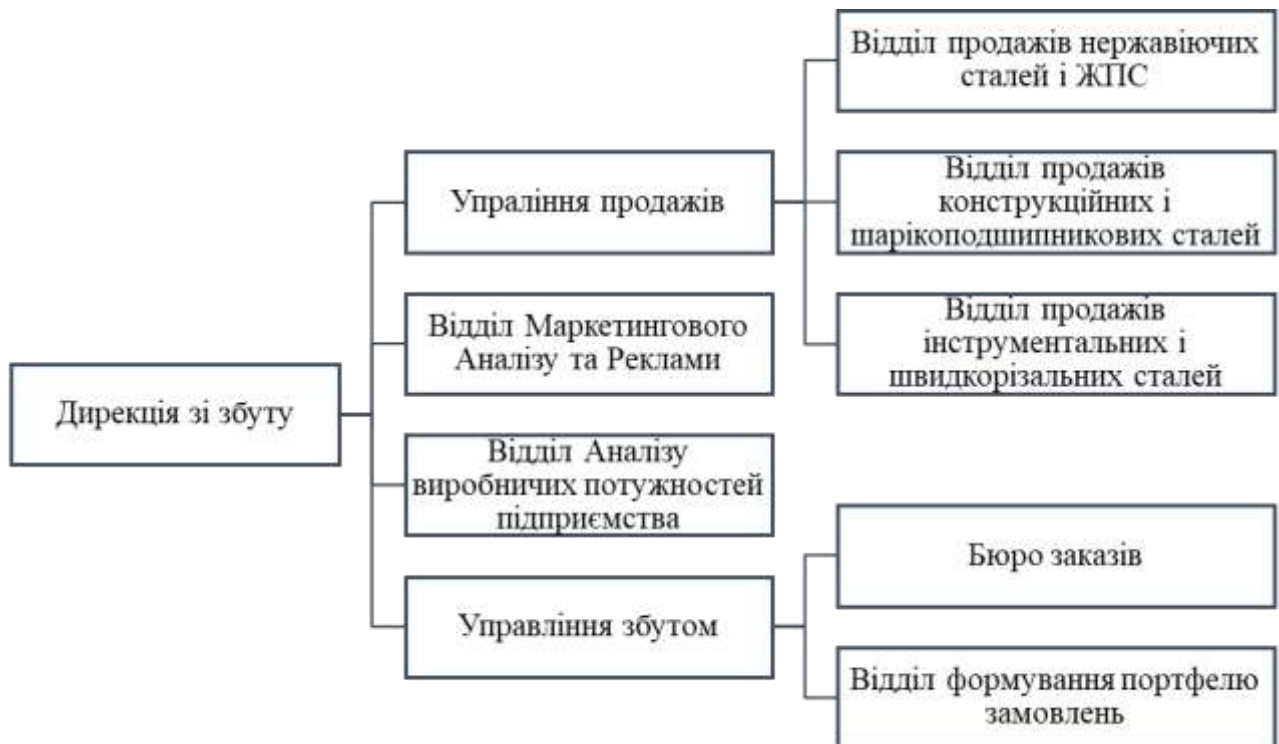 Відділ продажів нержавіючих
сталей і ЖПС
Упраління продажів
Відділ продажів
конструкційних і
шарікоподшипникових сталей
Відділ Маркетингового
Аналізу та Реклами
Відділ продажів
інструментальних і
швидкорізальних сталей
Дирекція зі збуту
Відділ Аналізу
виробничих потужностей
підприємства
Бюро заказів
Управління збутом
Відділ формування портфелю
замовлень